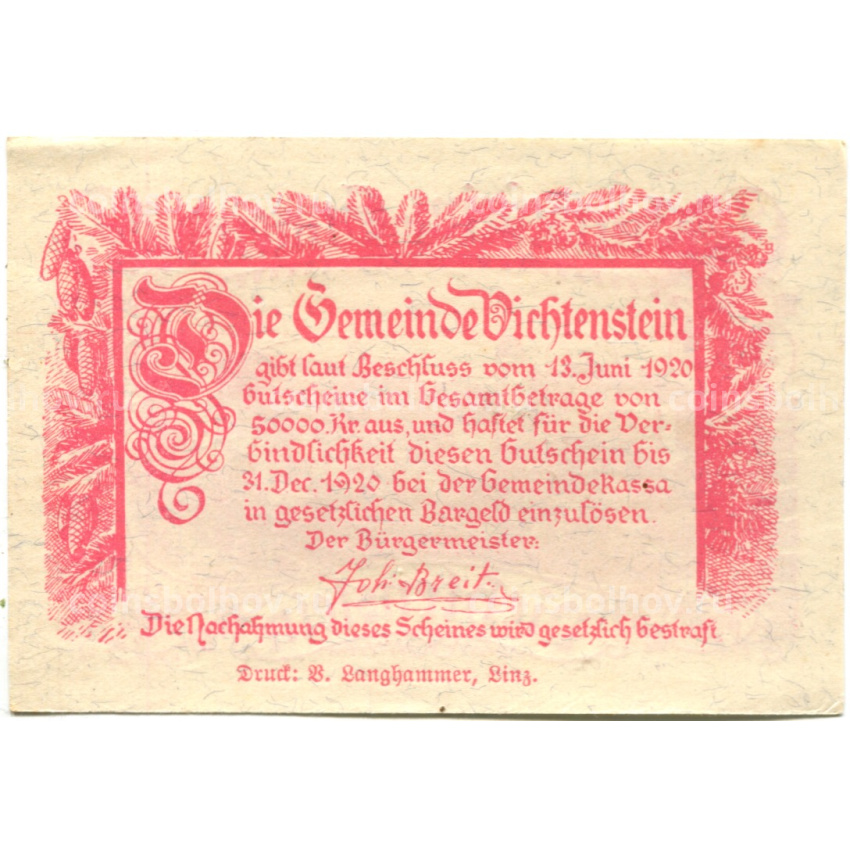 Die Gemeinde Vichtenstein
gibt laut Beschluss vom 13. Juni 1920
Gutscheine im Gesamtbetrage von
50000.Kr. aus, und haftet für die Ver-
bindlichkeit diesen Gutschein bis
31. Dec. 1920 bei der Gemeindekassa
in gesetzlichen Bargeld einzulösen.
Der Bürgermeister:
Joh. Breit.
Die Nachahmung dieses Scheines wird gesetzlich bestraft
Druck: V. Langhammer, Linz.